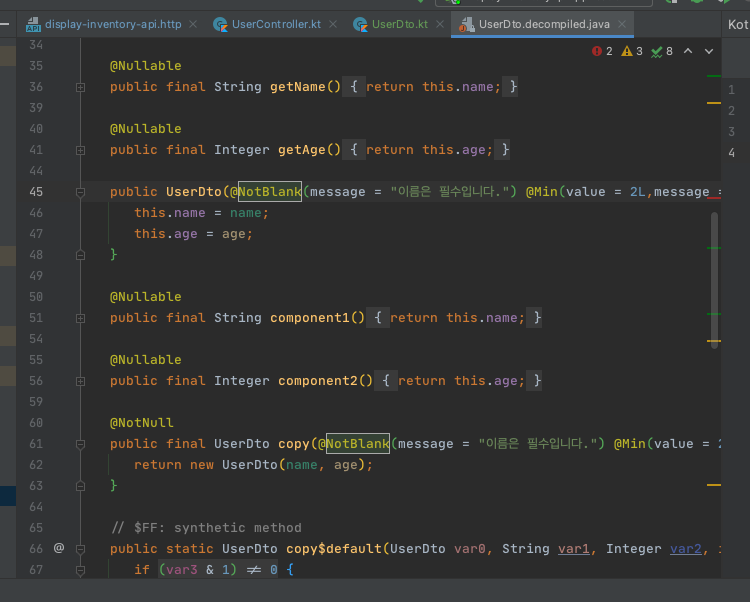 display-inventory-api.http UserController.kt UserDto.kt UserDto.decompiled.java Kot
34 2 3 8
35 @Nullable
36 public final String getName() { return this.name; } 1
39 2
40 @Nullable 3
41 public final Integer getAge() { return this.age; } 4
44
45 public UserDto(@NotBlank(message = "이름은 필수입니다.") @Min(value = 2L,message =
46 this.name = name;
47 this.age = age;
48 }
49
50 @Nullable
51 public final String component1() { return this.name; }
54
55 @Nullable
56 public final Integer component2() { return this.age; }
59
60 @NotNull
61 public final UserDto copy(@NotBlank(message = "이름은 필수입니다.") @Min(value = 2
62 return new UserDto(name, age);
63 }
64
65 // $FF: synthetic method
66 @ public static UserDto copy$default(UserDto var0, String var1, Integer var2, i
67 if (var3 & 1) ≠ 0 {